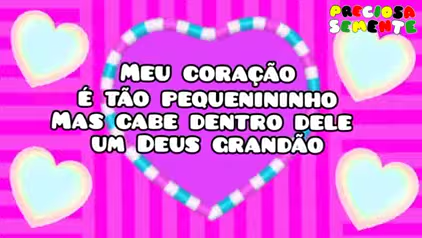 PRECIOSA
SEMENTE
MEU CORAÇÃO
É TÃO PEQUENININHO
MAS CABE DENTRO DELE
UM DEUS GRANDÃO